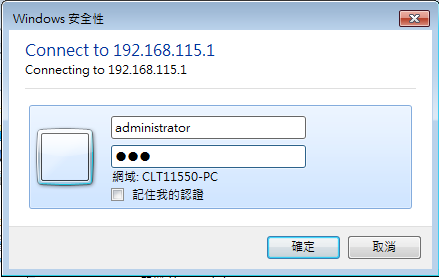 Windows 安全性
Connect to 192.168.115.1
Connecting to 192.168.115.1
administrator
●●●
網域: CLT11550-PC
記住我的認證
確定
取消